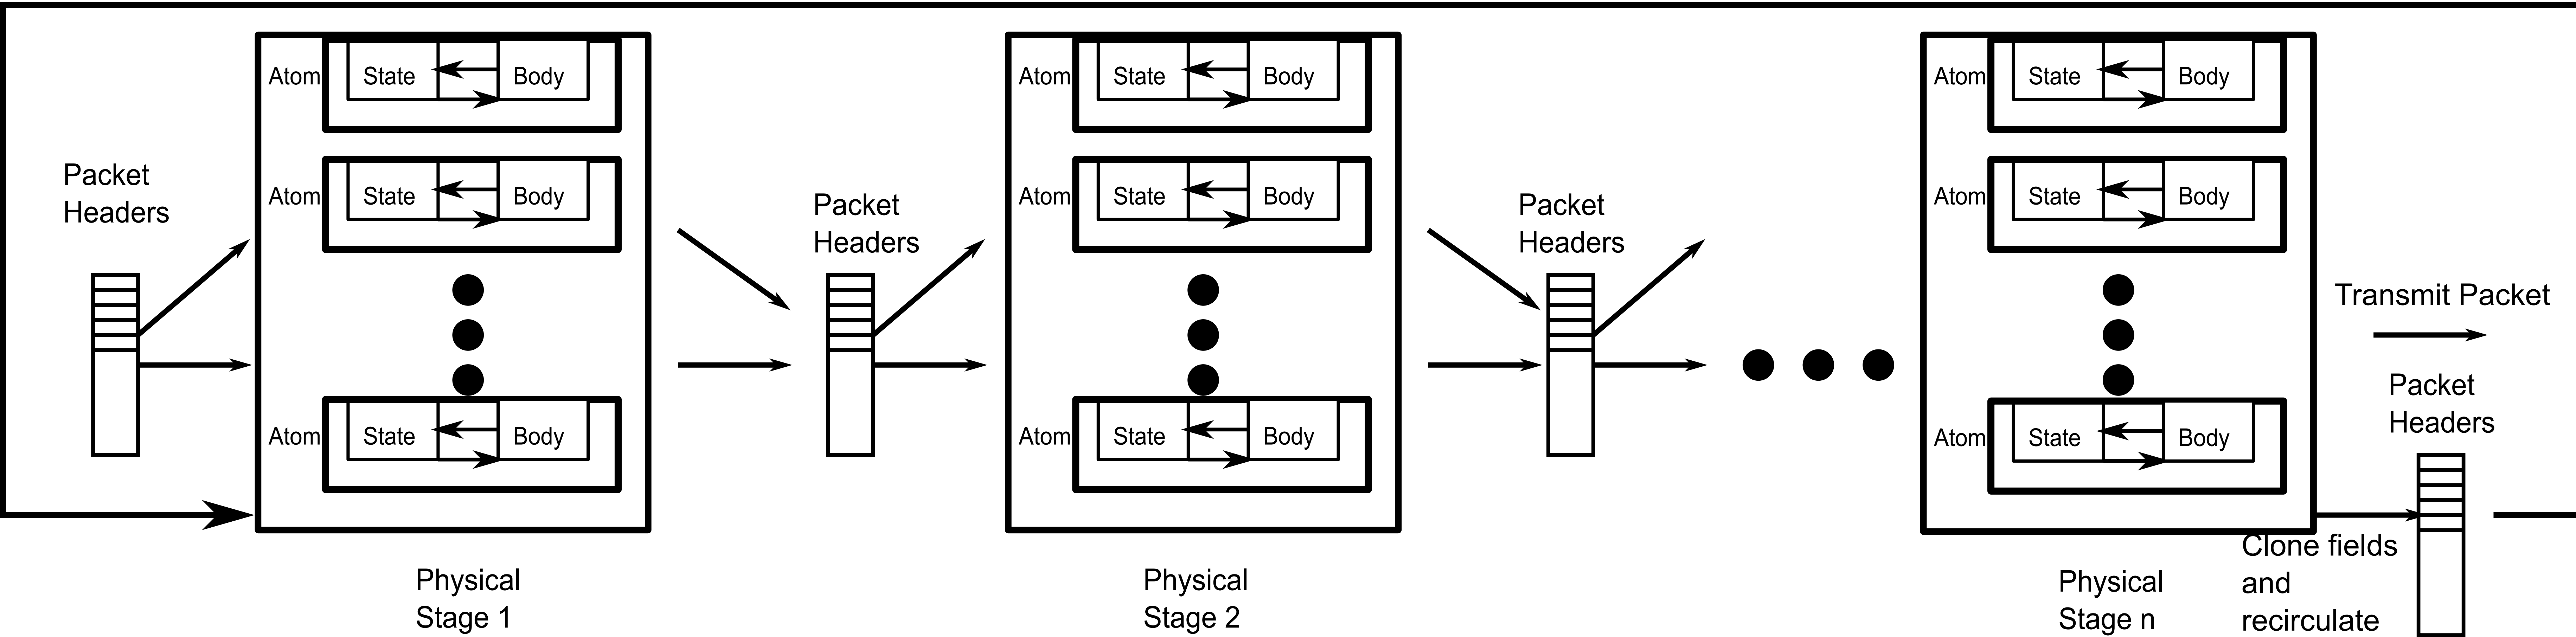 Packet
Headers
Atom State Body
Atom State Body
Atom State Body
Physical
Stage 1
Packet
Headers
Atom State Body
Atom State Body
Atom State Body
Physical
Stage 2
Packet
Headers
Atom State Body
Atom State Body
Atom State Body
Physical
Stage n
Transmit Packet
Packet
Headers
Clone fields
and
recirculate